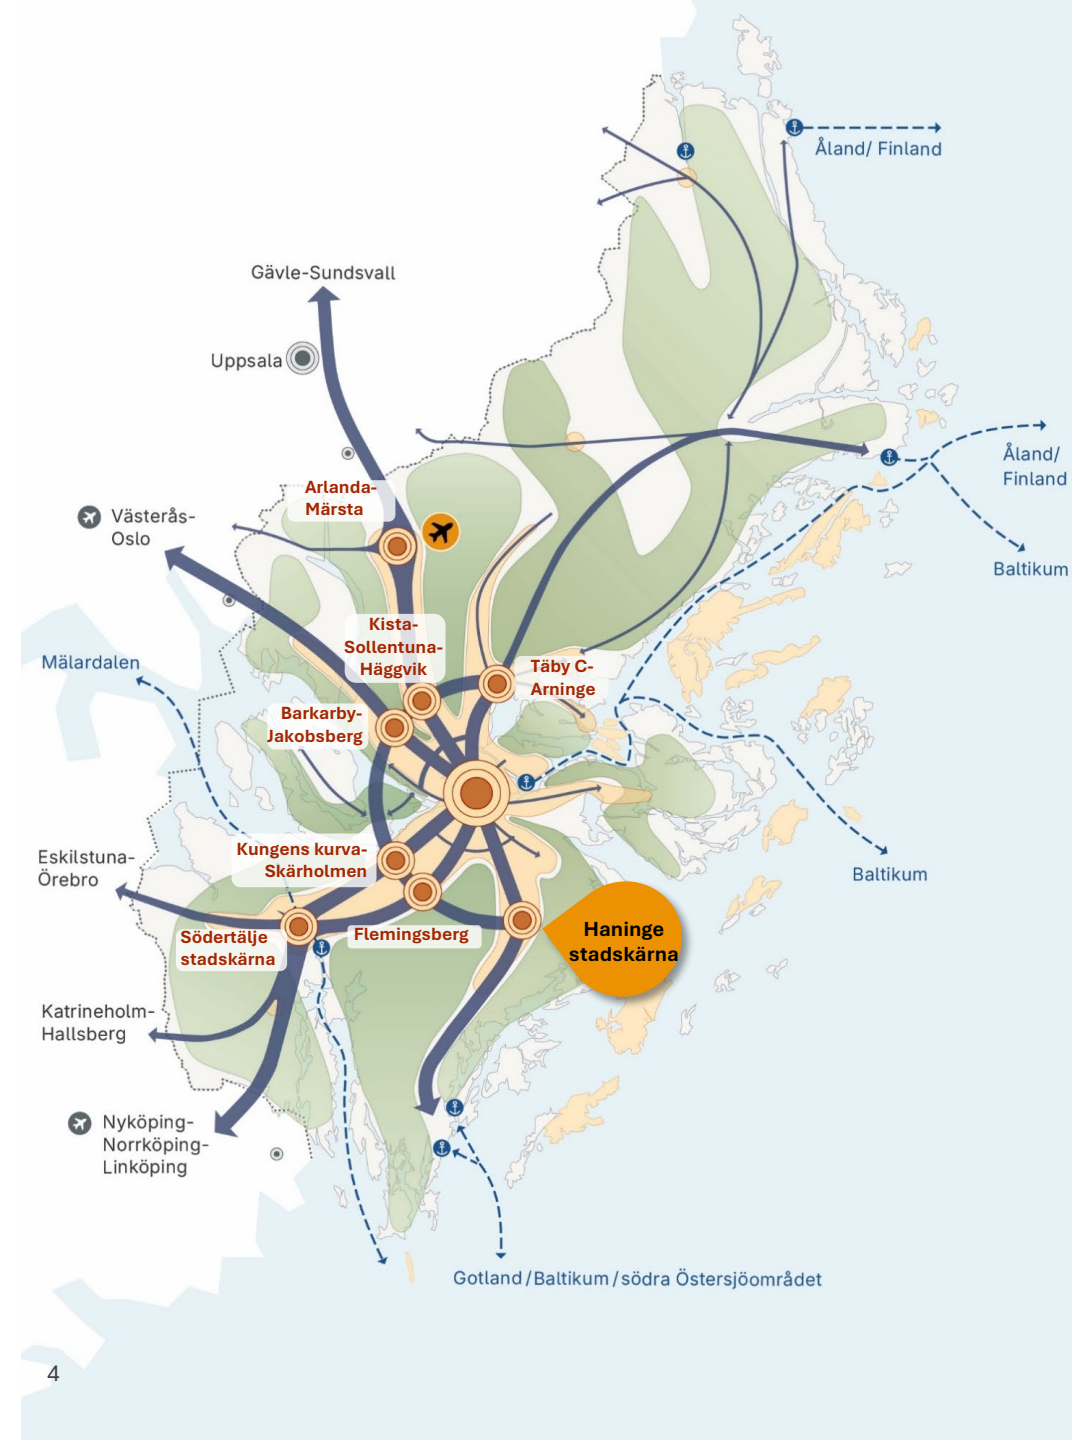 Åland/ Finland
Gävle-Sundsvall
Uppsala
Åland/
Finland
Arlanda-
Märsta
Västerås-
Oslo
Baltikum
Kista-
Sollentuna-
Häggvik
Mälardalen
Täby C-
Arninge
Barkarby-
Jakobsberg
Kungens kurva-
Skärholmen
Eskilstuna-
Örebro
Baltikum
Haninge
stadskärna
Södertälje
stadskärna
Flemingsberg
Katrineholm-
Hallsberg
Nyköping-
Norrköping-
Linköping
Gotland/Baltikum/södra Östersjöområdet
4